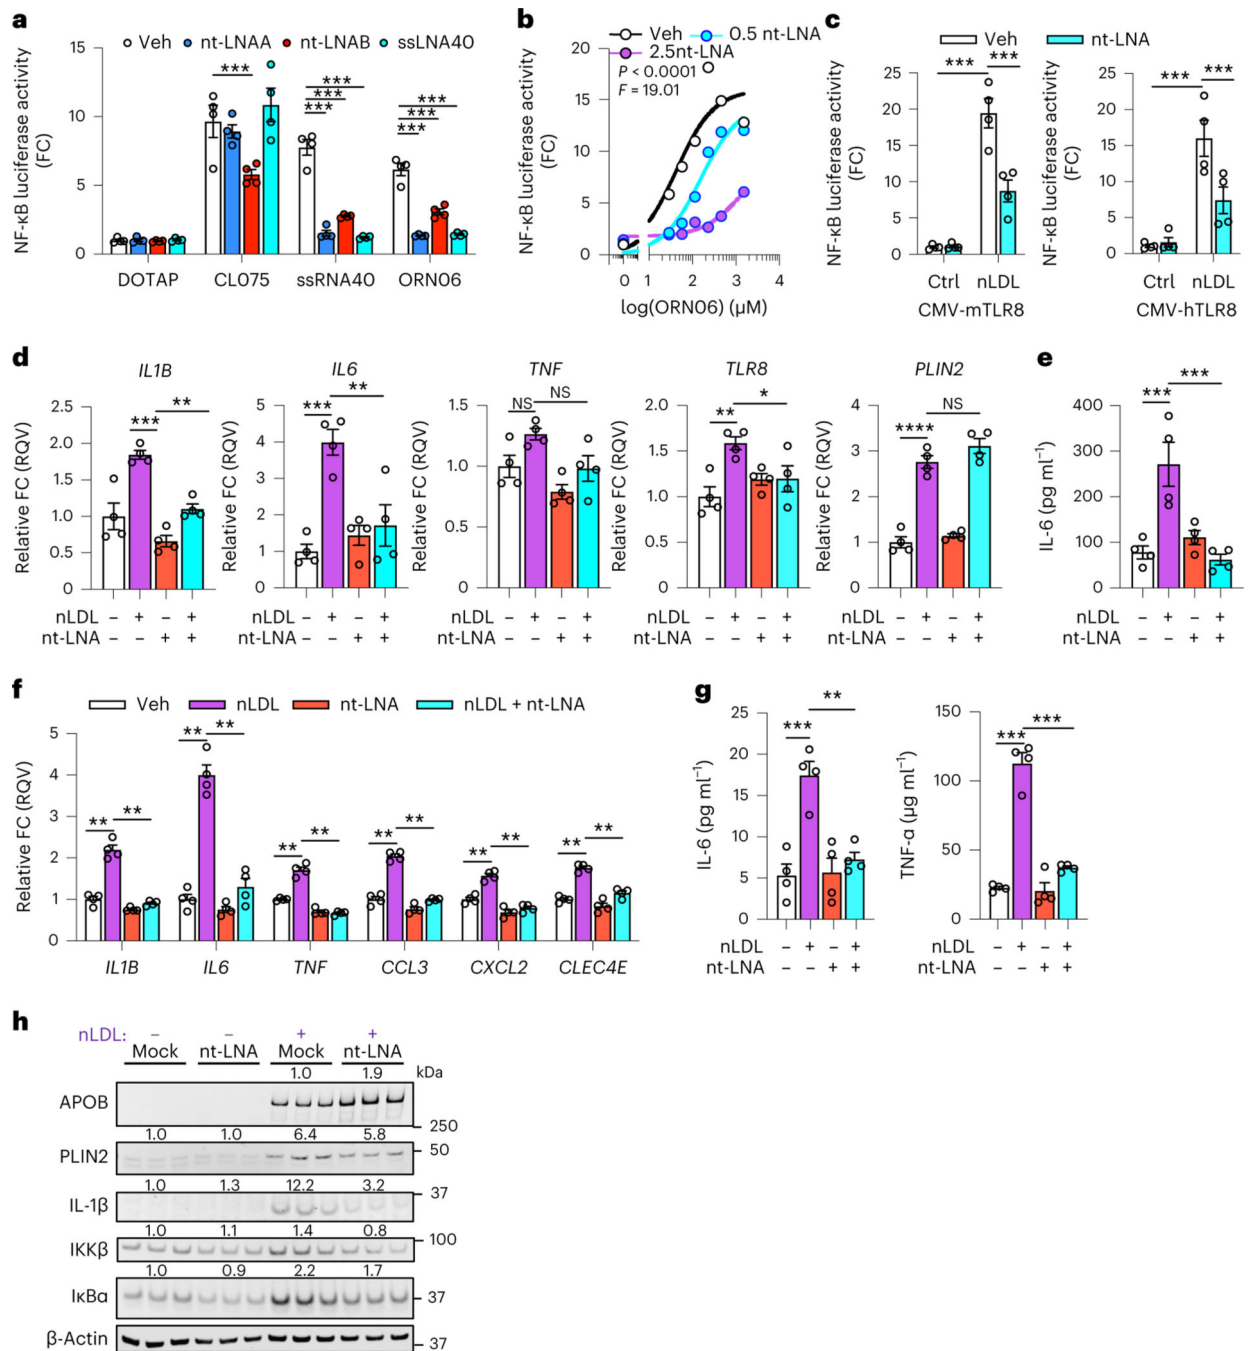 a
Veh nt-LNAA nt-LNAB ssLNA40
NF-κB luciferase activity
(FC)
15
10
5
0
***
***
***
***
***
***
***
DOTAP CL075 ssRNA40 ORN06
b
Veh 0.5 nt-LNA
2.5nt-LNA
P < 0.0001
F = 19.01
NF-κB luciferase activity
(FC)
20
15
10
5
0
0 1 2 3 4
log(ORN06) (µM)
c
Veh nt-LNA
NF-κB luciferase activity
(FC)
25
20
15
10
5
0
*** ***
Ctrl nLDL
CMV-mTLR8
NF-κB luciferase activity
(FC)
25
20
15
10
5
0
*** ***
Ctrl nLDL
CMV-hTLR8
d
IL1B
Relative FC (RQV)
2.5
2.0
1.5
1.0
0.5
0
*** **
nLDL – + – +
nt-LNA – – + +
IL6
Relative FC (RQV)
5
4
3
2
1
0
*** **
nLDL – + – +
nt-LNA – – + +
TNF
Relative FC (RQV)
1.5
1.0
0.5
0
NS NS
nLDL – + – +
nt-LNA – – + +
TLR8
Relative FC (RQV)
2.0
1.5
1.0
0.5
0
** *
nLDL – + – +
nt-LNA – – + +
PLIN2
Relative FC (RQV)
4
3
2
1
0
**** NS
nLDL – + – +
nt-LNA – – + +
e
IL-6 (pg ml−1)
400
300
200
100
0
*** ***
nLDL – + – +
nt-LNA – – + +
f
Veh nLDL nt-LNA nLDL + nt-LNA
Relative FC (RQV)
5
4
3
2
1
0
** **
** **
** **
** **
** **
** **
IL1B IL6 TNF CCL3 CXCL2 CLEC4E
g
IL-6 (pg ml−1)
25
20
15
10
5
0
*** **
nLDL – + – +
nt-LNA – – + +
TNF-α (µg ml−1)
150
100
50
0
*** ***
nLDL – + – +
nt-LNA – – + +
h
nLDL: – – + +
Mock nt-LNA Mock nt-LNA
1.0 1.9 kDa
APOB
250
1.0 1.0 6.4 5.8
PLIN2 50
1.0 1.3 12.2 3.2
37
IL-1β
1.0 1.1 1.4 0.8
IKKβ 100
1.0 0.9 2.2 1.7
IκBα 37
β-Actin 37